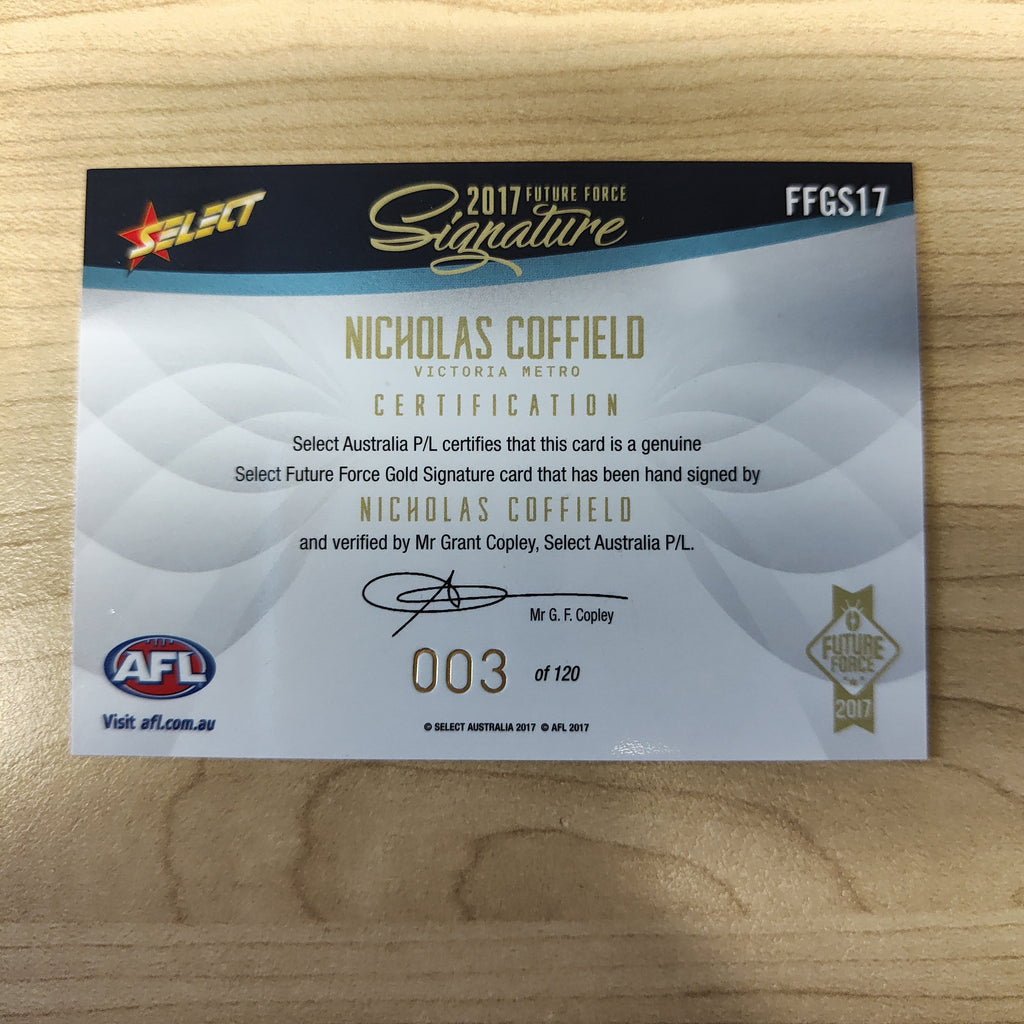 SELECT
2017 FUTURE FORCE
Signature
FFGS17
NICHOLAS COFFIELD
VICTORIA METRO
CERTIFICATION
Select Australia P/L certifies that this card is a genuine
Select Future Force Gold Signature card that has been hand signed by
NICHOLAS COFFIELD
and verified by Mr Grant Copley, Select Australia P/L.
Mr G. F. Copley
003 of 120
AFL
Visit afl.com.au
© SELECT AUSTRALIA 2017 © AFL 2017
FUTURE
FORCE
2017